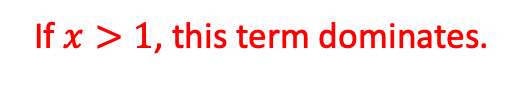 If 𝑥 > 1, this term dominates.